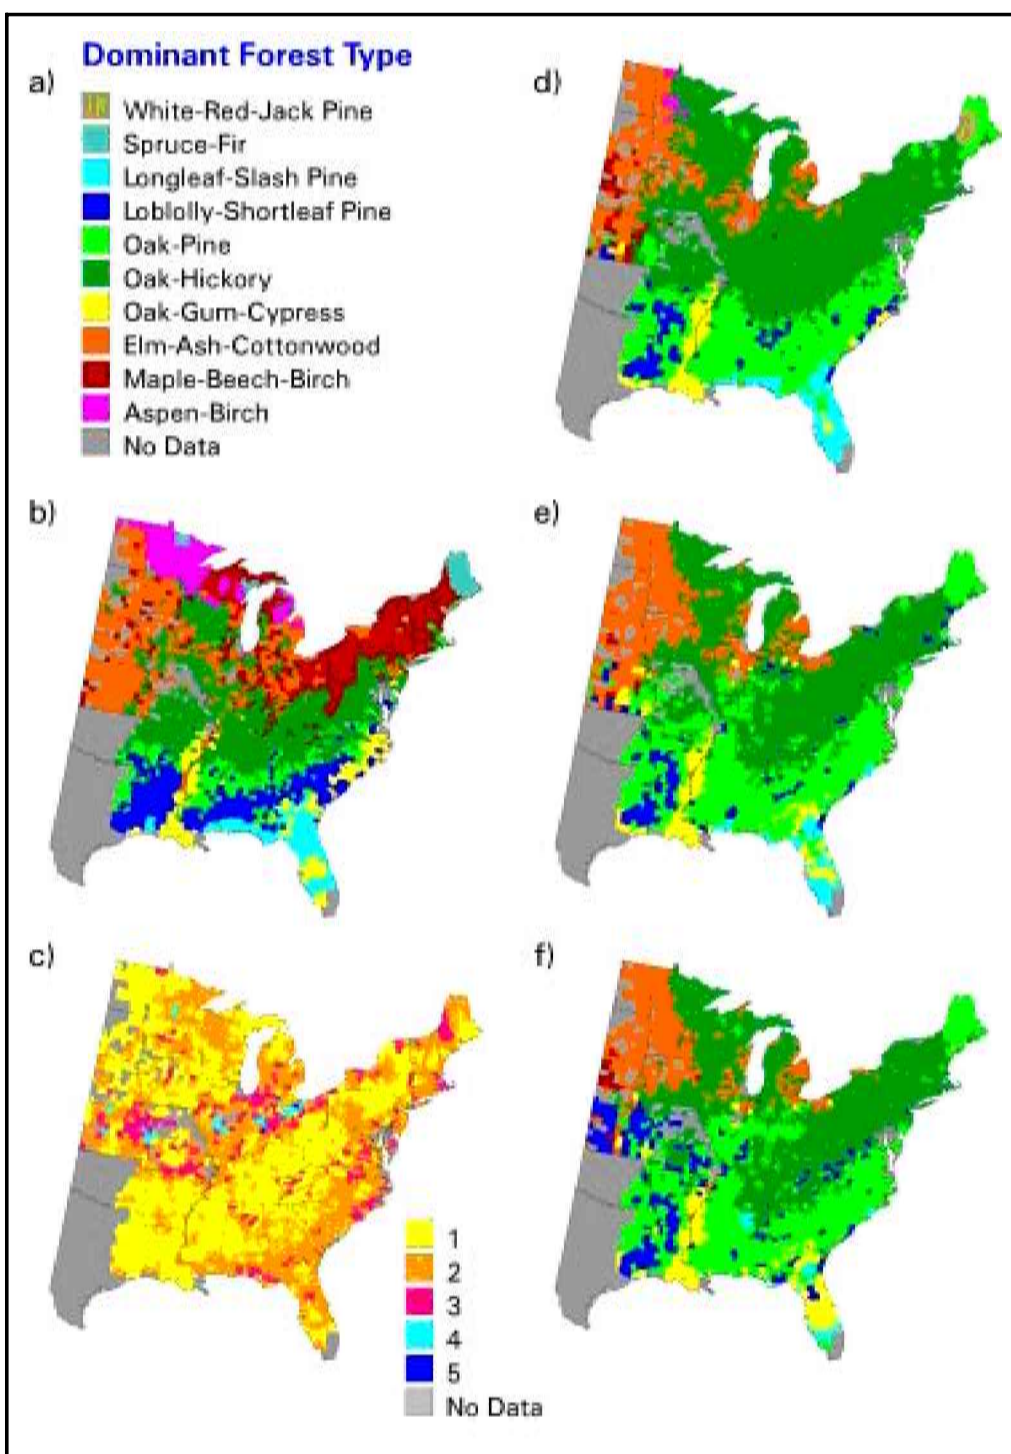 a)
Dominant Forest Type
White-Red-Jack Pine
Spruce-Fir
Longleaf-Slash Pine
Loblolly-Shortleaf Pine
Oak-Pine
Oak-Hickory
Oak-Gum-Cypress
Elm-Ash-Cottonwood
Maple-Beech-Birch
Aspen-Birch
No Data
d)
b)
e)
c)
1
2
3
4
5
No Data
f)